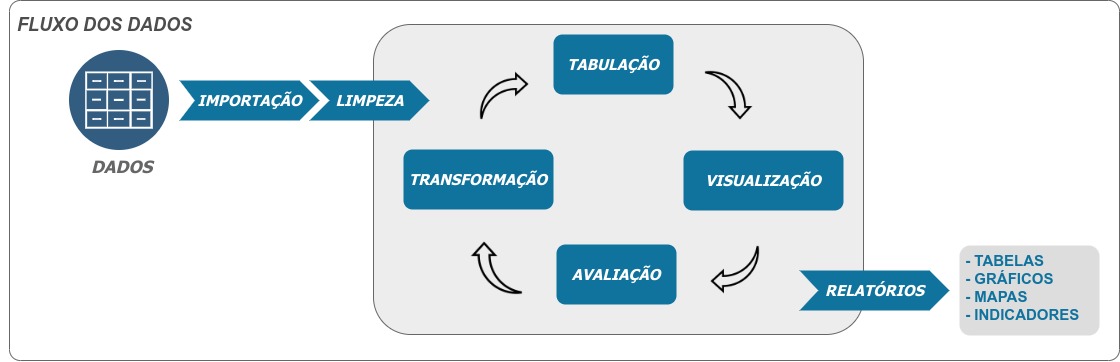 FLUXO DOS DADOS
DADOS
IMPORTAÇÃO
LIMPEZA
TABULAÇÃO
TRANSFORMAÇÃO
VISUALIZAÇÃO
AVALIAÇÃO
RELATÓRIOS
- TABELAS
- GRÁFICOS
- MAPAS
- INDICADORES